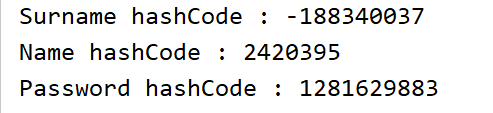 Surname hashCode : -188340037
Name hashCode : 2420395
Password hashCode : 1281629883